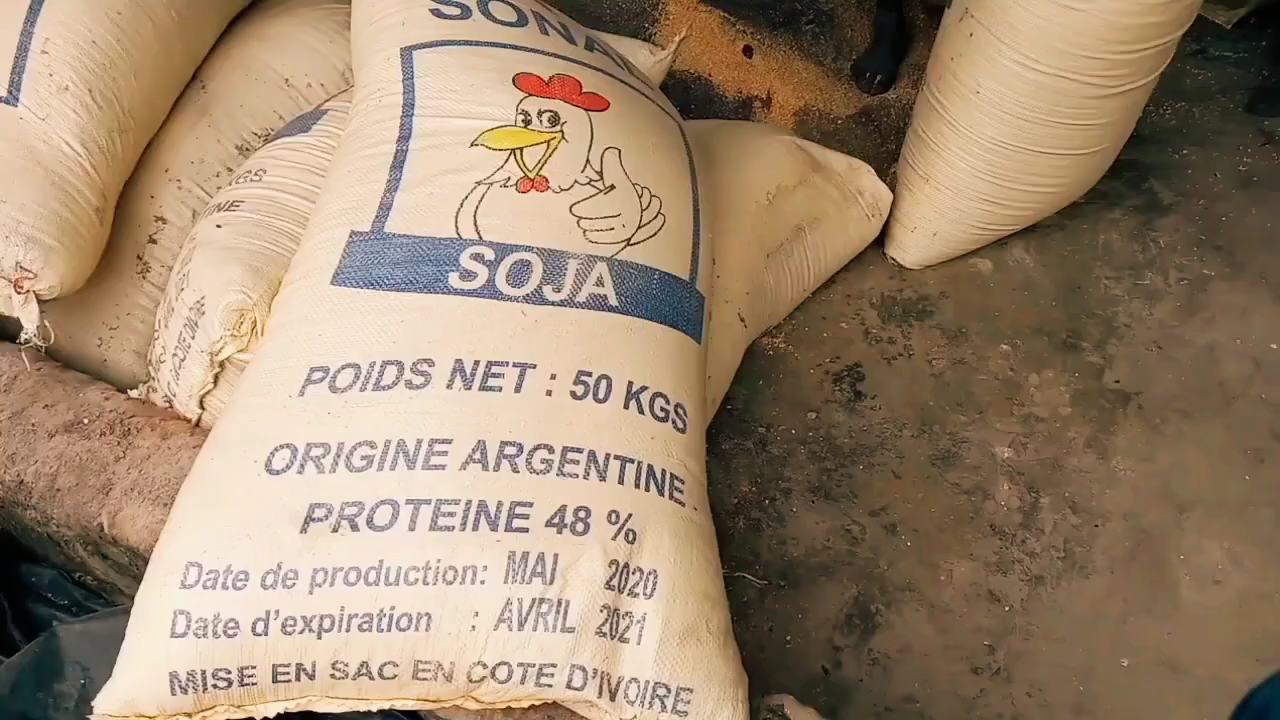 SOJA
POIDS NET : 50 KGS
ORIGINE ARGENTINE
PROTEINE 48 %
Date de production: MAI 2020
Date d'expiration : AVRIL 2021
MISE EN SAC EN COTE D'IVOIRE
KGS